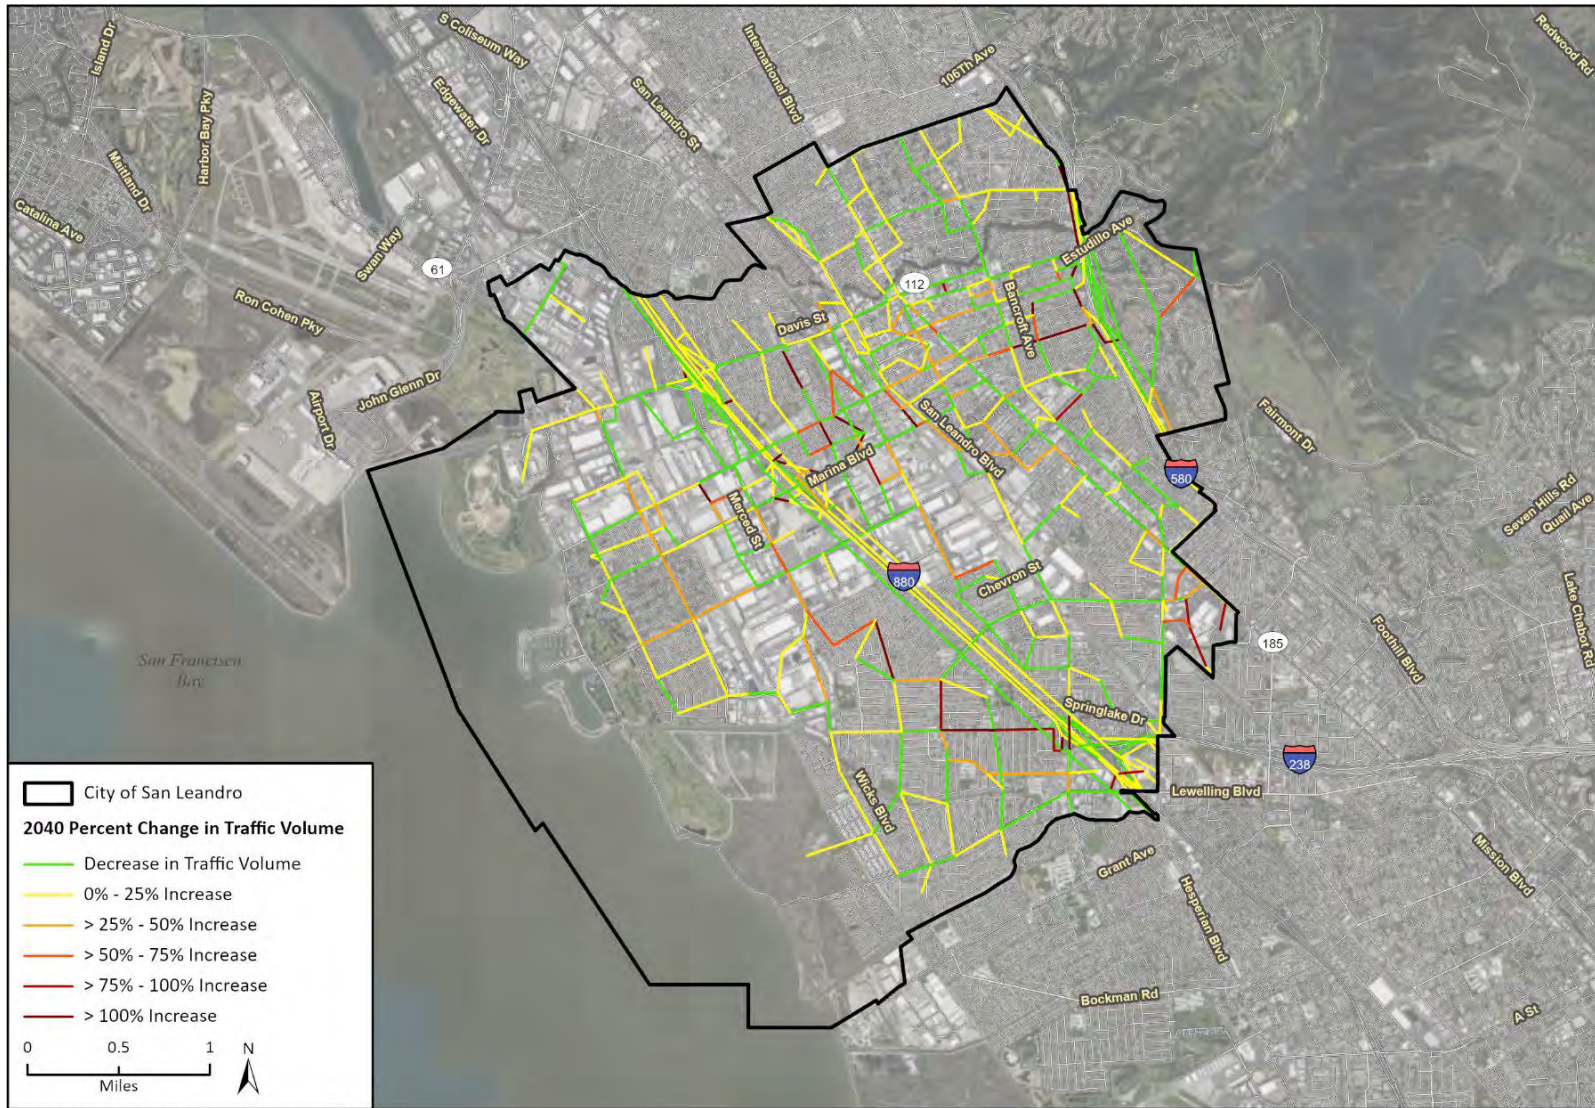 Island Dr
Harbor Bay Pky
Maitland Dr
Catalina Ave
S Coliseum Way
Edgewater Dr
San Leandro St
International Blvd
106Th Ave
Redwood Rd
Swan Way
61
Ron Cohen Pky
John Glenn Dr
Airport Dr
Estudillo Ave
112
Bancroft Ave
Davis St
San Leandro Blvd
Marina Blvd
Merced St
Fairmont Dr
580
Seven Hills Rd
Quail Ave
Lake Chabot Rd
880
Chevron St
Foothill Blvd
185
San Francisco
Bay
Springlake Dr
238
Lewelling Blvd
Wicks Blvd
Grant Ave
Hesperian Blvd
Mission Blvd
Bockman Rd
A St
City of San Leandro
2040 Percent Change in Traffic Volume
Decrease in Traffic Volume
0% - 25% Increase
> 25% - 50% Increase
> 50% - 75% Increase
> 75% - 100% Increase
> 100% Increase
0 0.5 1
Miles
N